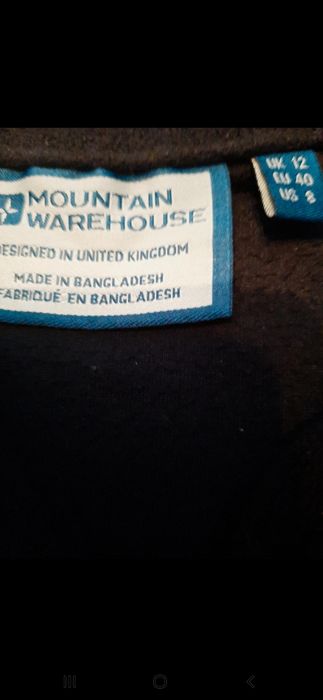 MOUNTAIN
WAREHOUSE
DESIGNED IN UNITED KINGDOM
MADE IN BANGLADESH
FABRIQUÉ EN BANGLADESH
UK 12
EU 40
US 8